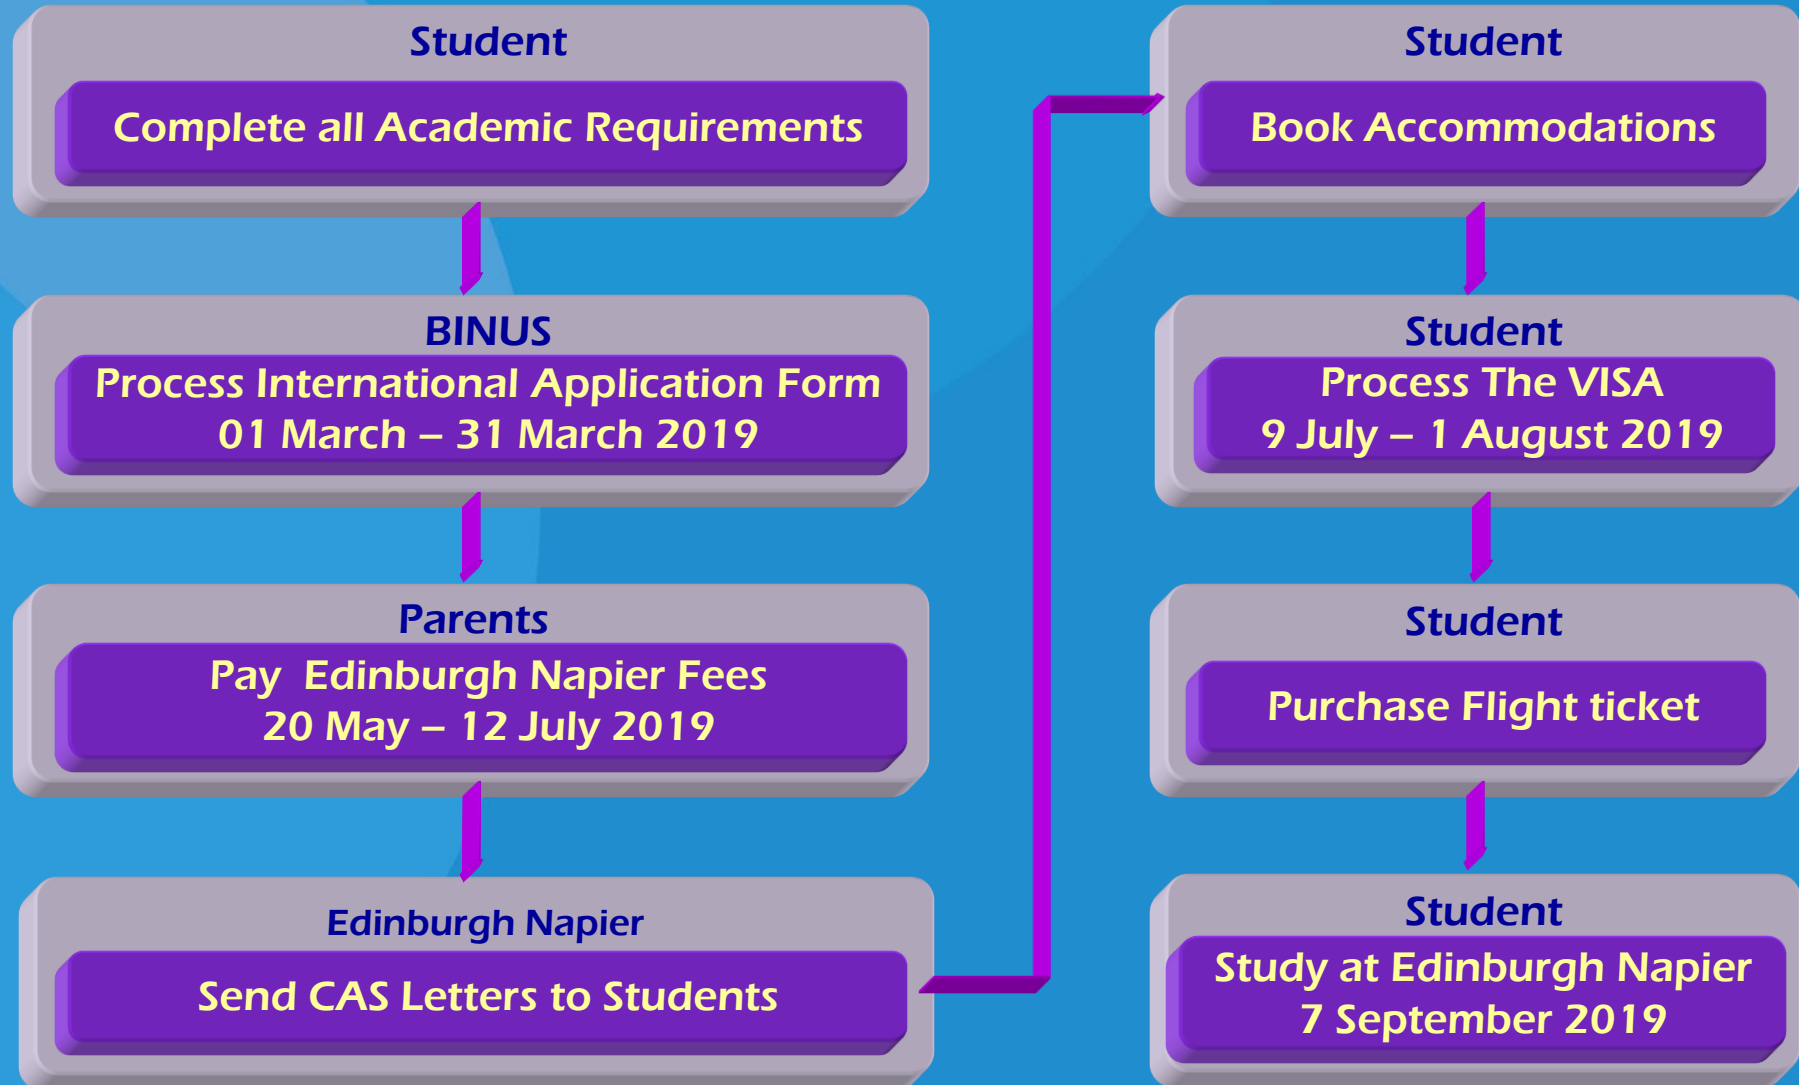 Student
Complete all Academic Requirements
BINUS
Process International Application Form
01 March – 31 March 2019
Parents
Pay Edinburgh Napier Fees
20 May – 12 July 2019
Edinburgh Napier
Send CAS Letters to Students
Student
Book Accommodations
Student
Process The VISA
9 July – 1 August 2019
Student
Purchase Flight ticket
Student
Study at Edinburgh Napier
7 September 2019